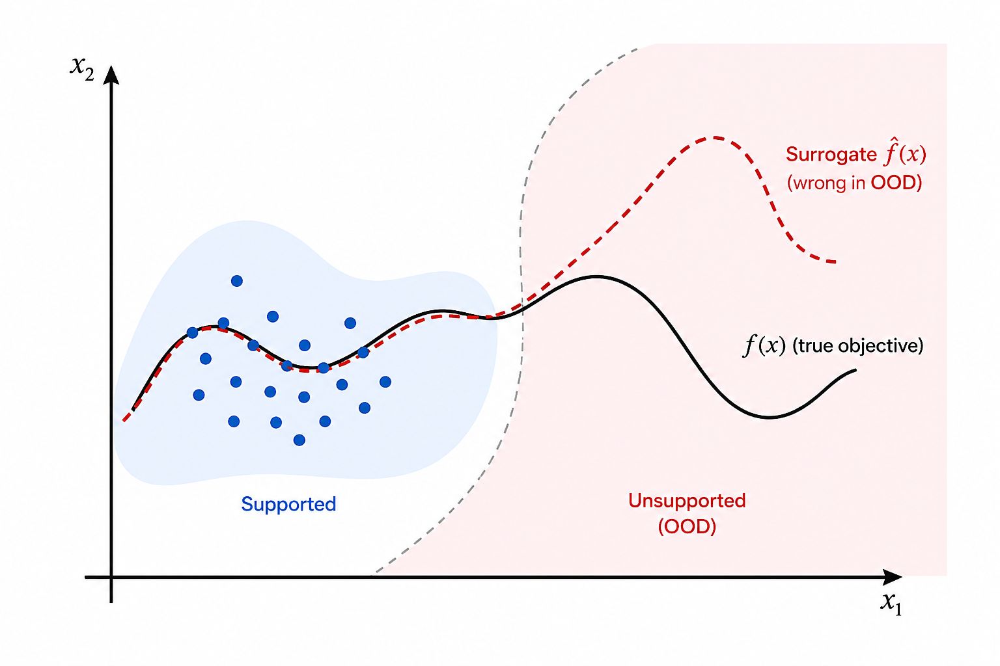 x₂
Surrogate f̂(x)
(wrong in OOD)
f(x) (true objective)
Supported
Unsupported
(OOD)
x₁